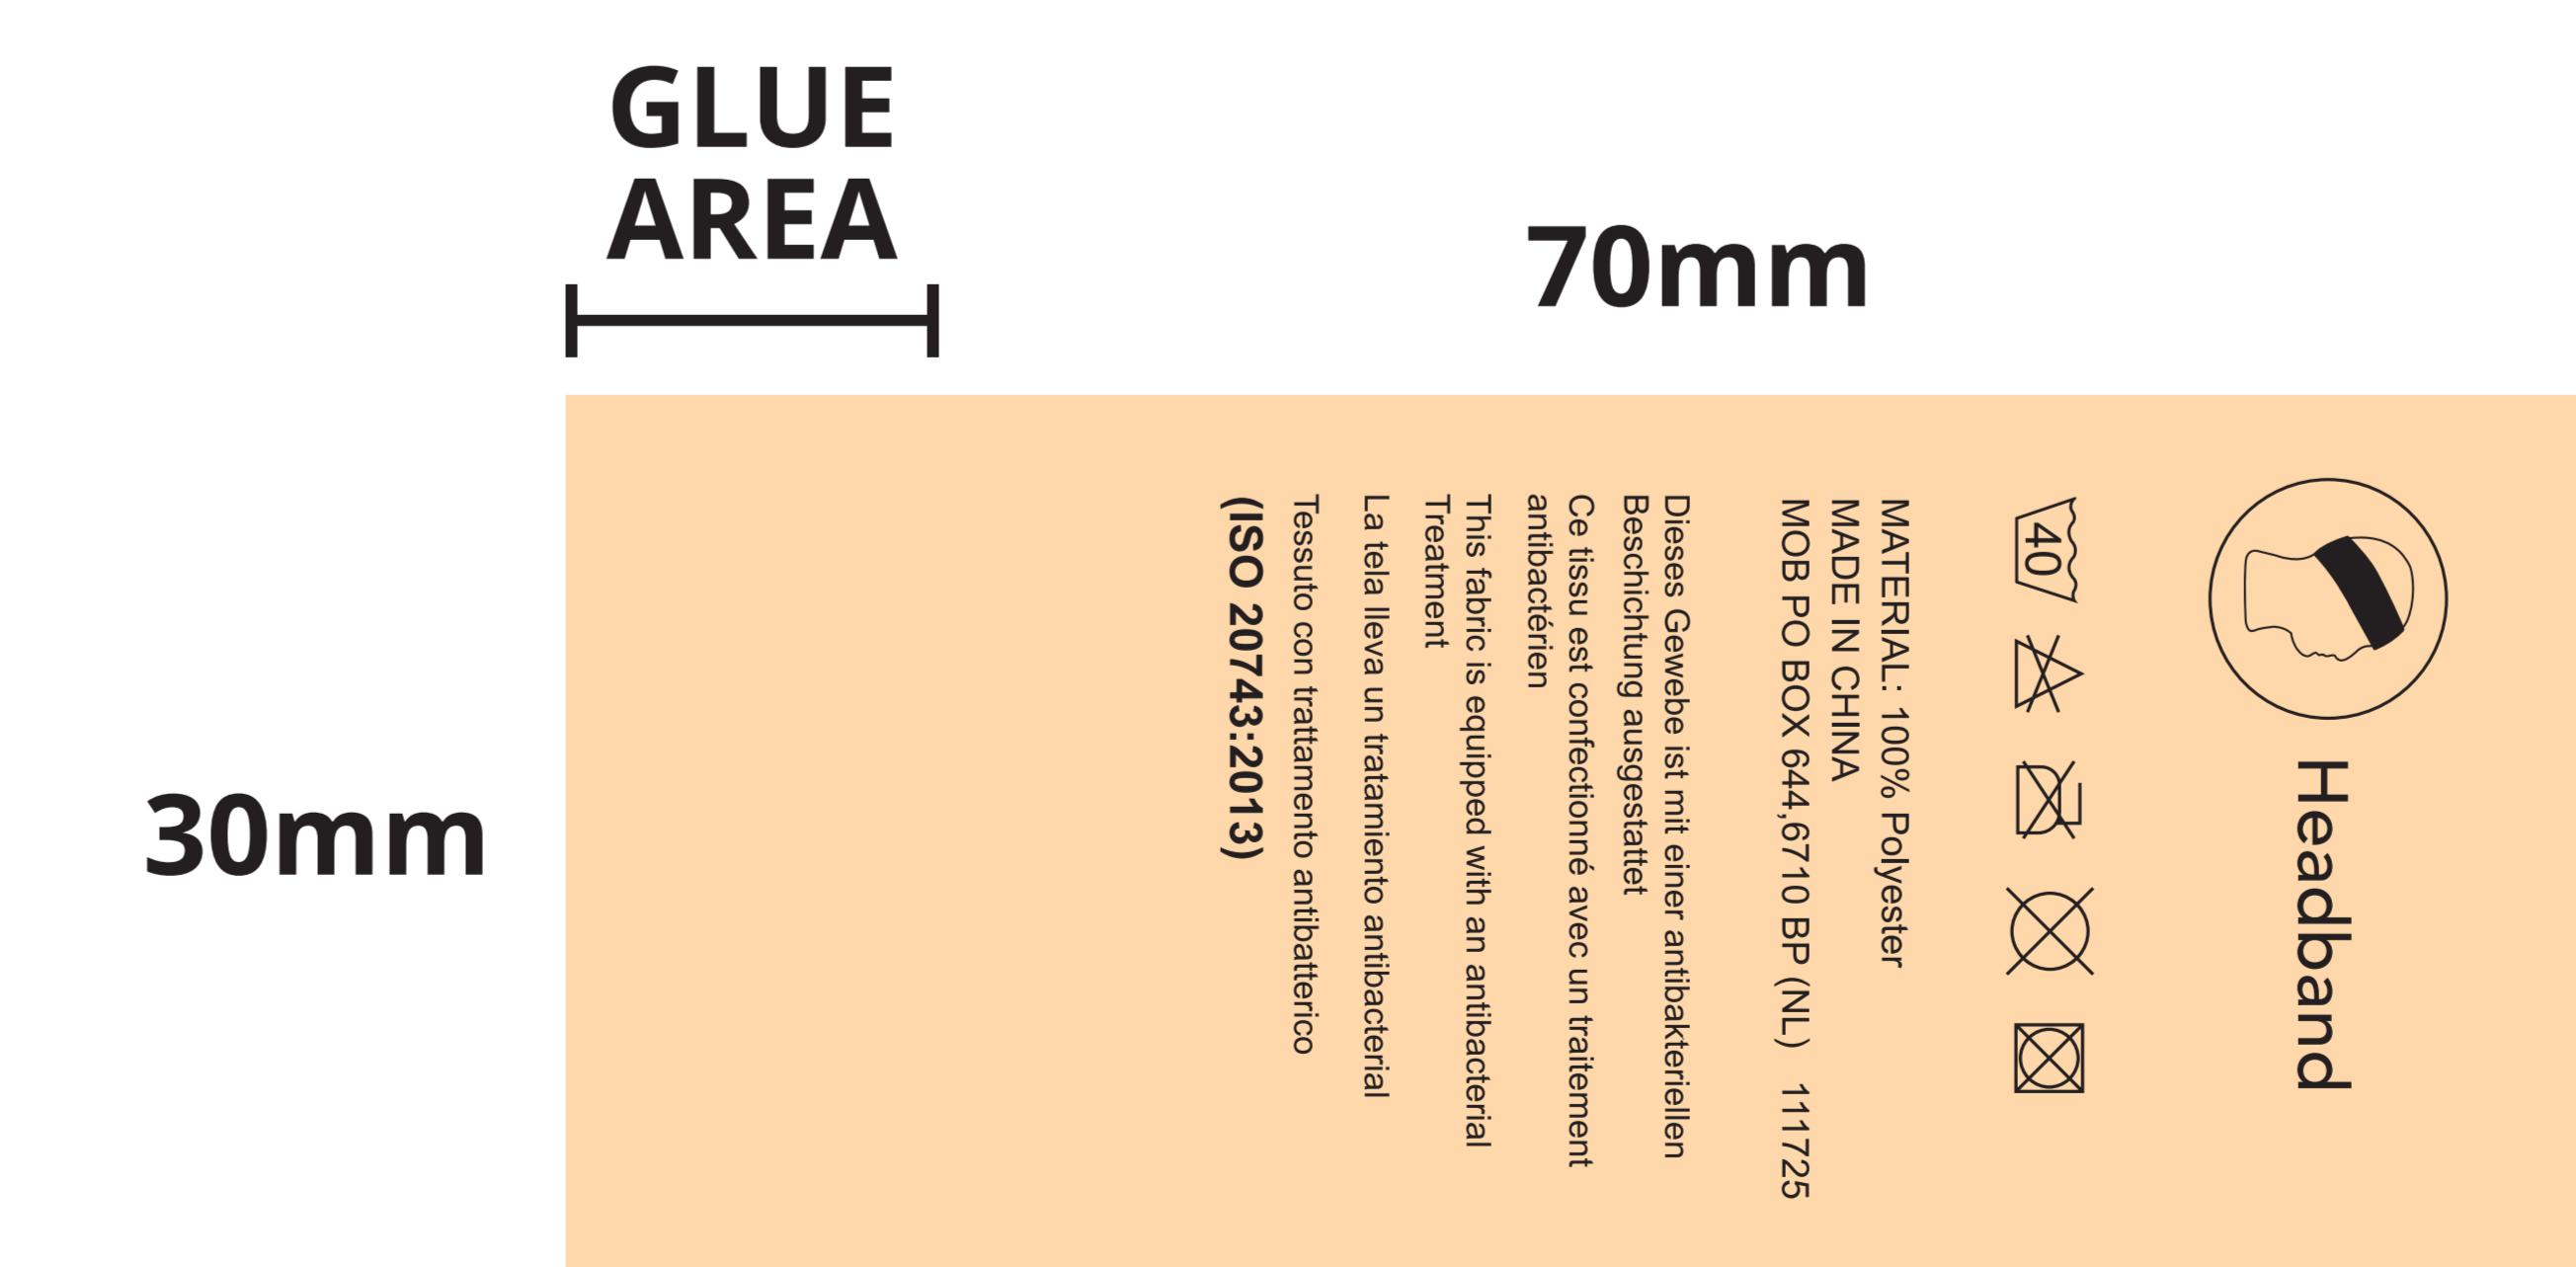 GLUE
AREA
70mm
30mm
Headband
40
MATERIAL: 100% Polyester
MADE IN CHINA
MOB PO BOX 644,6710 BP (NL) 111725
Dieses Gewebe ist mit einer antibakteriellen
Beschichtung ausgestattet
Ce tissu est confectionné avec un traitement
antibactérien
This fabric is equipped with an antibacterial
Treatment
La tela lleva un tratamiento antibacterial
Tessuto con trattamento antibatterico
(ISO 20743:2013)